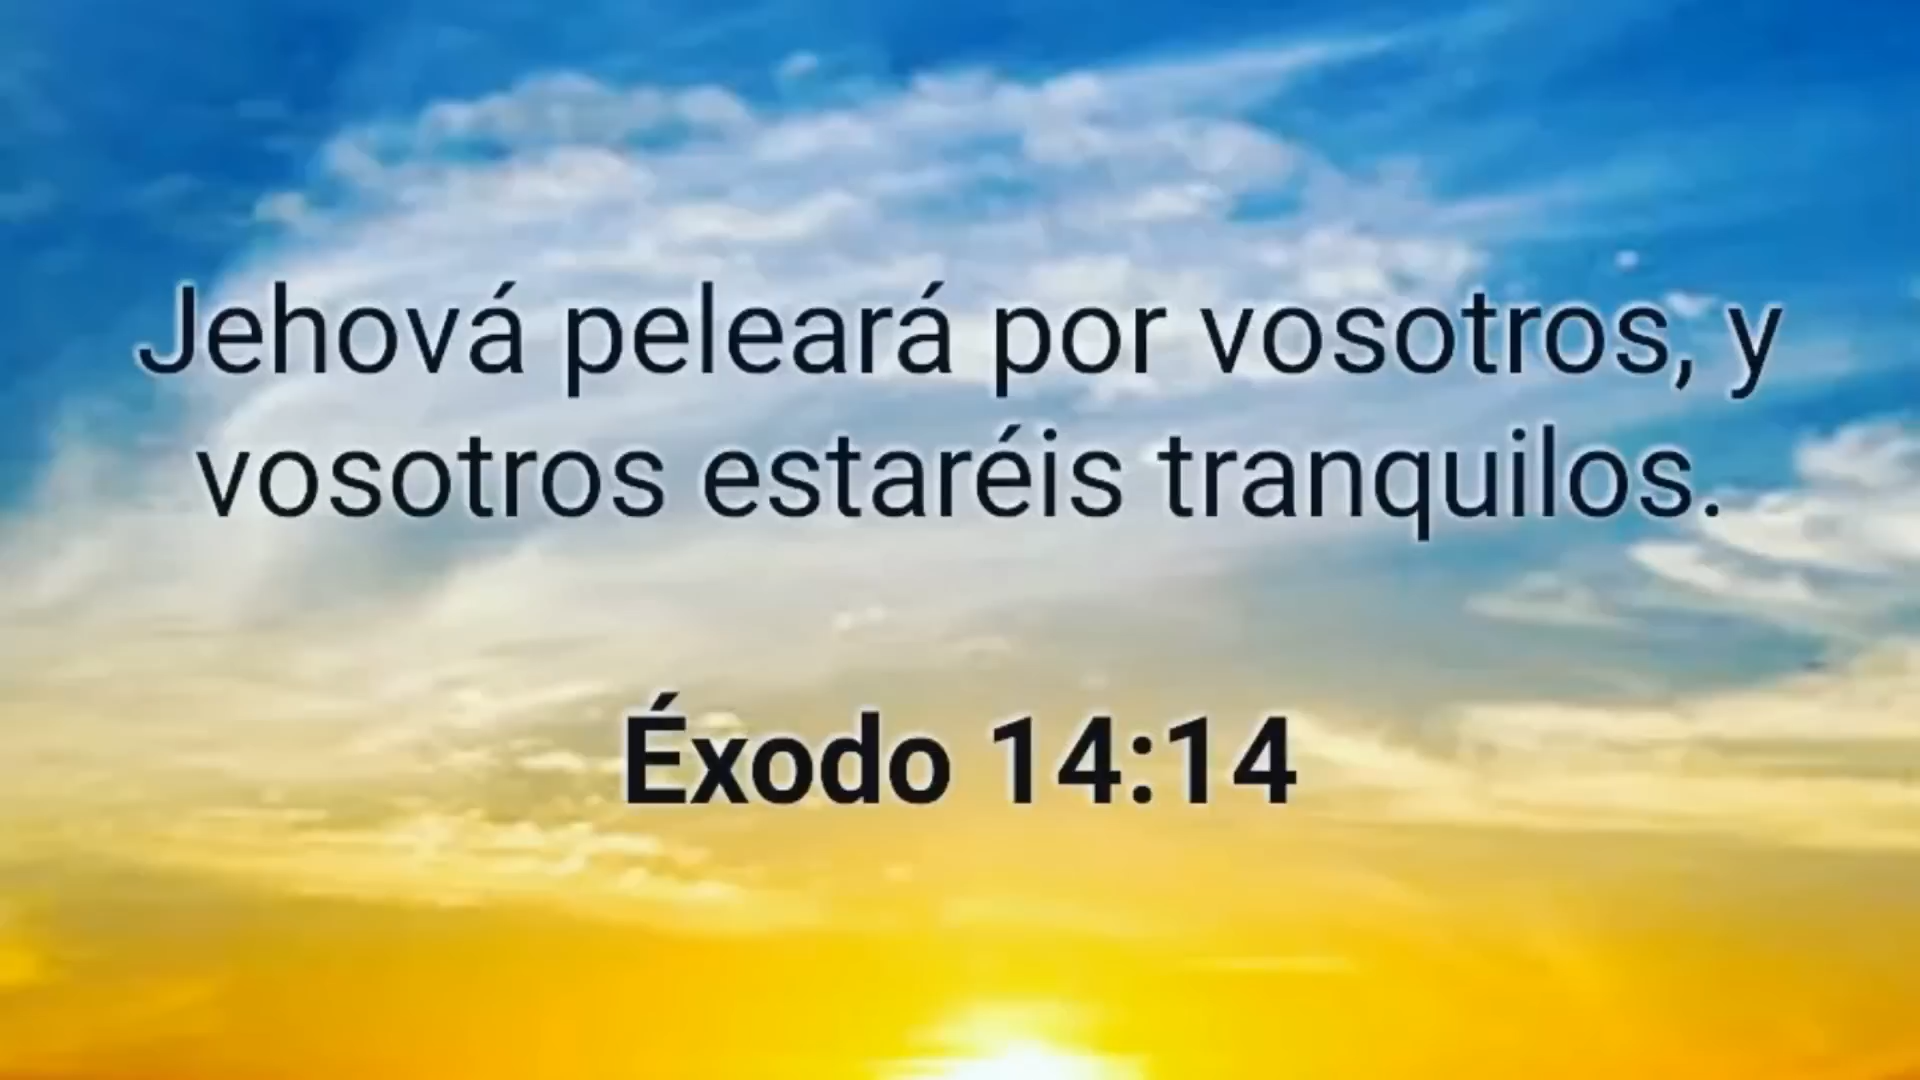 Jehová peleará por vosotros, y
vosotros estaréis tranquilos.
Éxodo 14:14